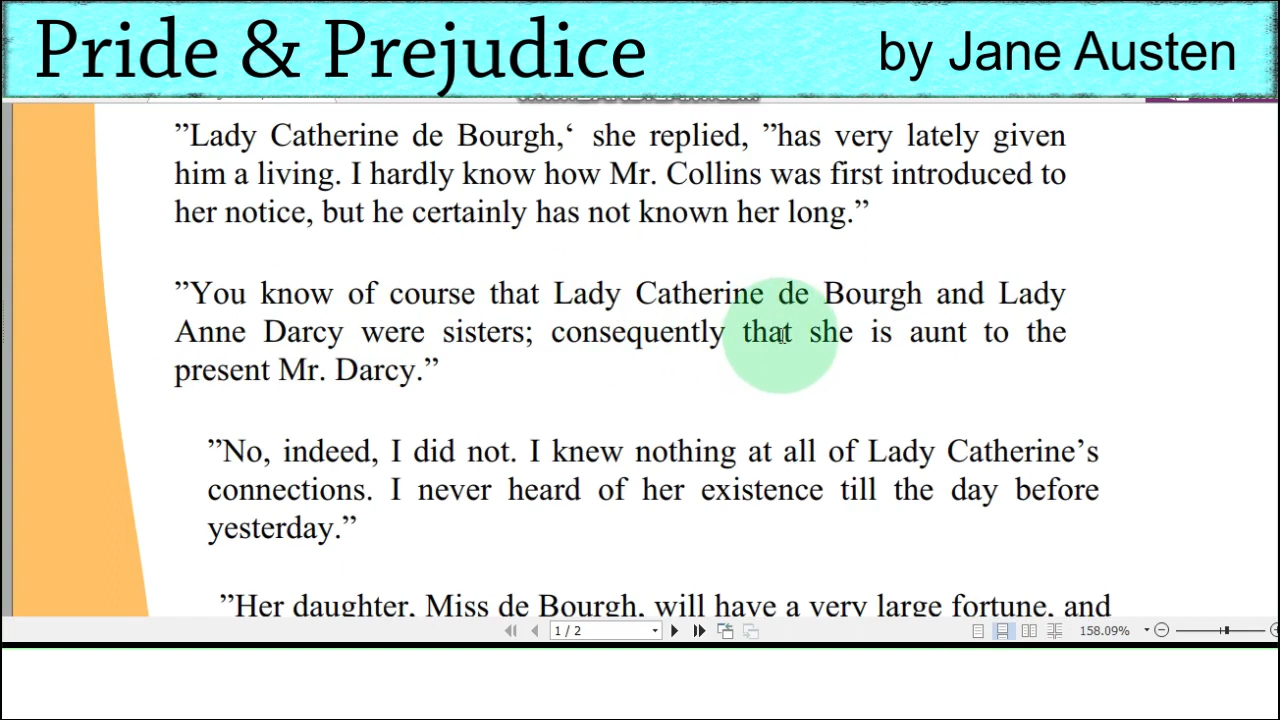 Pride & Prejudice by Jane Austen
”Lady Catherine de Bourgh,‘ she replied, ”has very lately given
him a living. I hardly know how Mr. Collins was first introduced to
her notice, but he certainly has not known her long.”
”You know of course that Lady Catherine de Bourgh and Lady
Anne Darcy were sisters; consequently that she is aunt to the
present Mr. Darcy.”
”No, indeed, I did not. I knew nothing at all of Lady Catherine’s
connections. I never heard of her existence till the day before
yesterday.”
”Her daughter, Miss de Bourgh, will have a very large fortune, and
1 / 2 158.09%